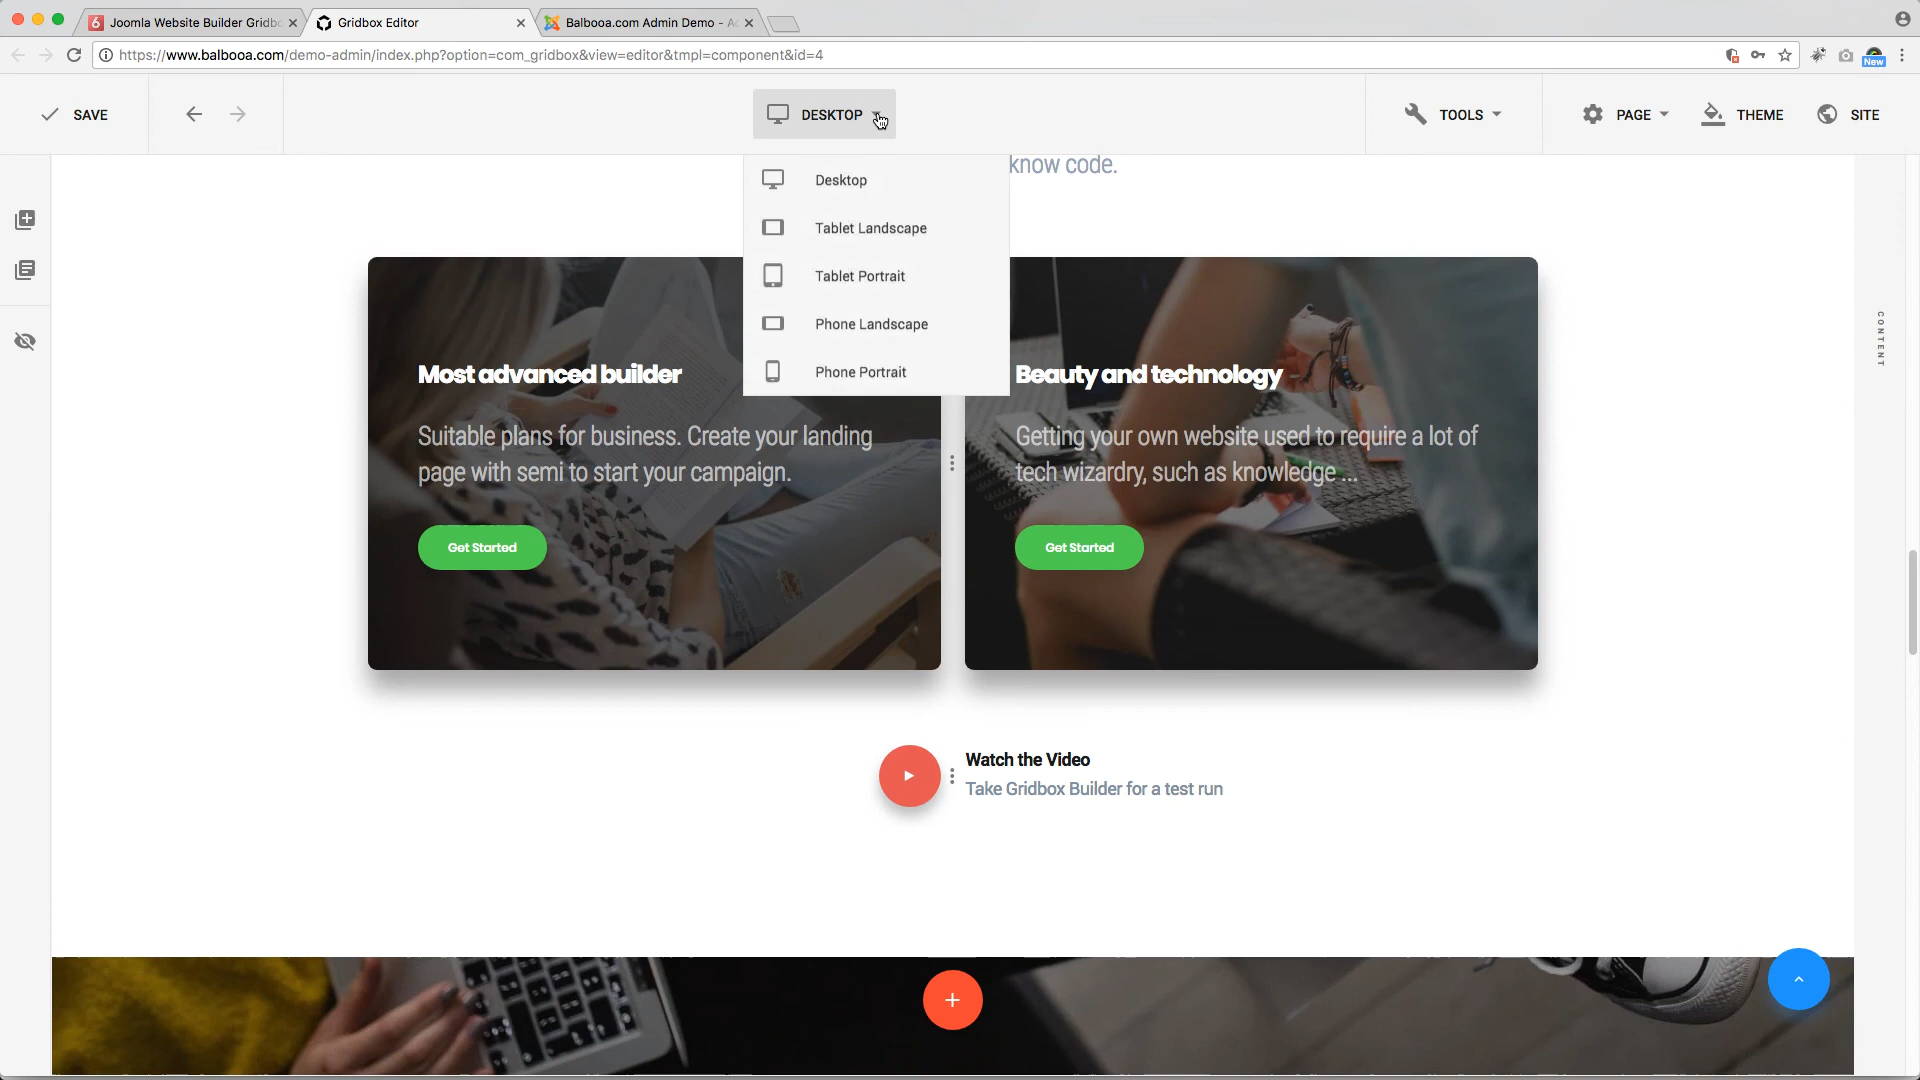 Joomla Website Builder Gridbo
Gridbox Editor
Balbooa.com Admin Demo - Ac
https://www.balbooa.com/demo-admin/index.php?option=com_gridbox&view=editor&tmpl=component&id=4
New
SAVE
DESKTOP
TOOLS
PAGE
THEME
SITE
know code.
Desktop
Tablet Landscape
Tablet Portrait
Phone Landscape
Phone Portrait
CONTENT
Most advanced builder
Suitable plans for business. Create your landing
page with semi to start your campaign.
Get Started
Beauty and technology
Getting your own website used to require a lot of
tech wizardry, such as knowledge ...
Get Started
Watch the Video
Take Gridbox Builder for a test run